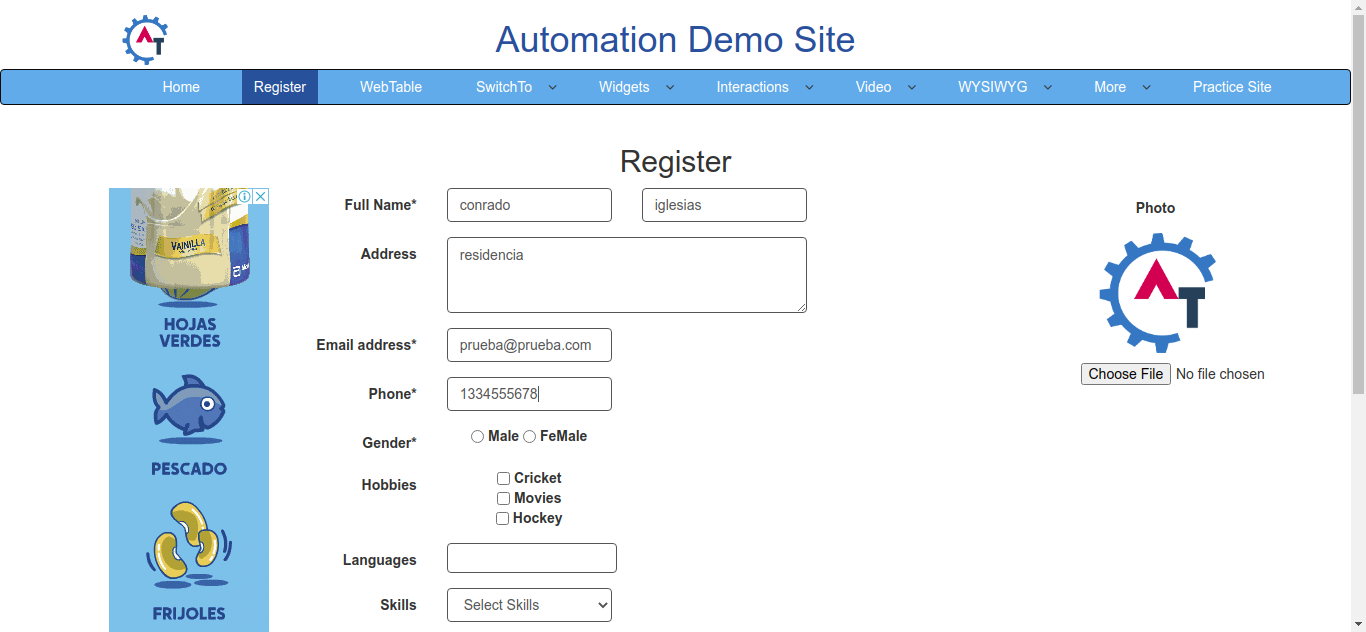 AT
Automation Demo Site
Home Register WebTable SwitchTo Widgets Interactions Video WYSIWYG More Practice Site
Register
VAINILLA
HOJAS
VERDES
PESCADO
FRIJOLES
Full Name* conrado iglesias
Address residencia
Email address* prueba@prueba.com
Phone* 1334555678
Gender* Male FeMale
Hobbies Cricket
Movies
Hockey
Languages
Skills Select Skills
Photo
AT
Choose File No file chosen